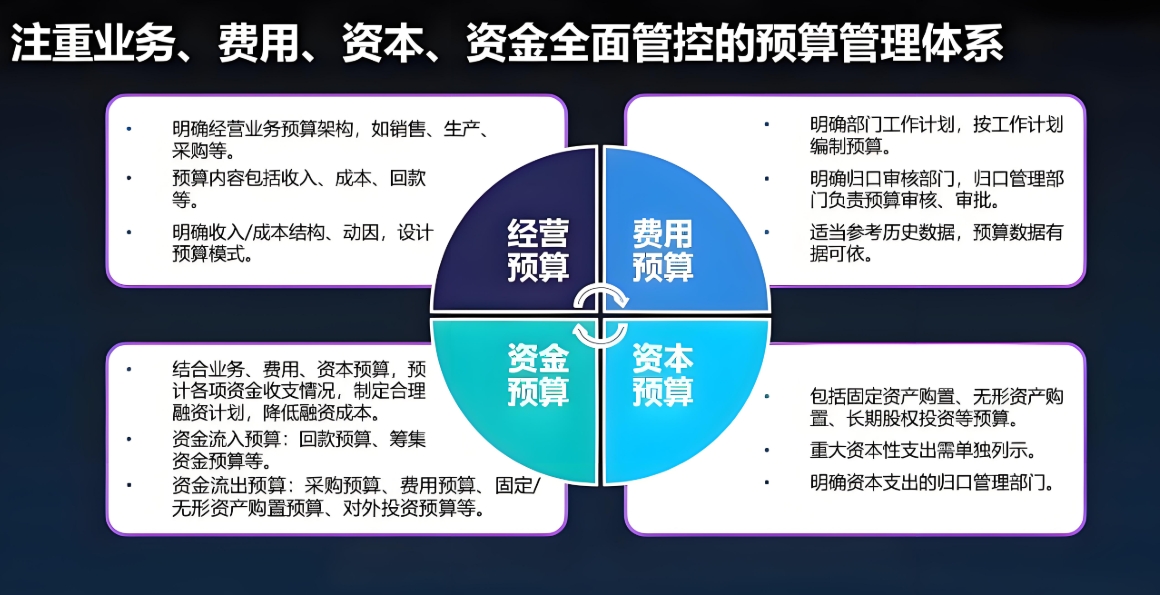 注重业务、费用、资本、资金全面管控的预算管理体系
• 明确经营业务预算架构，如销售、生产、
采购等。
• 预算内容包括收入、成本、回款
等。
• 明确收入/成本结构、动因，设计
预算模式。
经营
预算
• 明确部门工作计划，按工作计划
编制预算。
• 明确归口审核部门，归口管理部
门负责预算审核、审批。
• 适当参考历史数据，预算数据有
据可依。
费用
预算
• 结合业务、费用、资本预算，预
计各项资金收支情况，制定合理
融资计划，降低融资成本。
• 资金流入预算：回款预算、筹集
资金预算等。
• 资金流出预算：采购预算、费用预算、固定/
无形资产购置预算、对外投资预算等。
资金
预算
• 包括固定资产购置、无形资产购
置、长期股权投资等预算。
• 重大资本性支出需单独列示。
• 明确资本支出的归口管理部门。
资本
预算